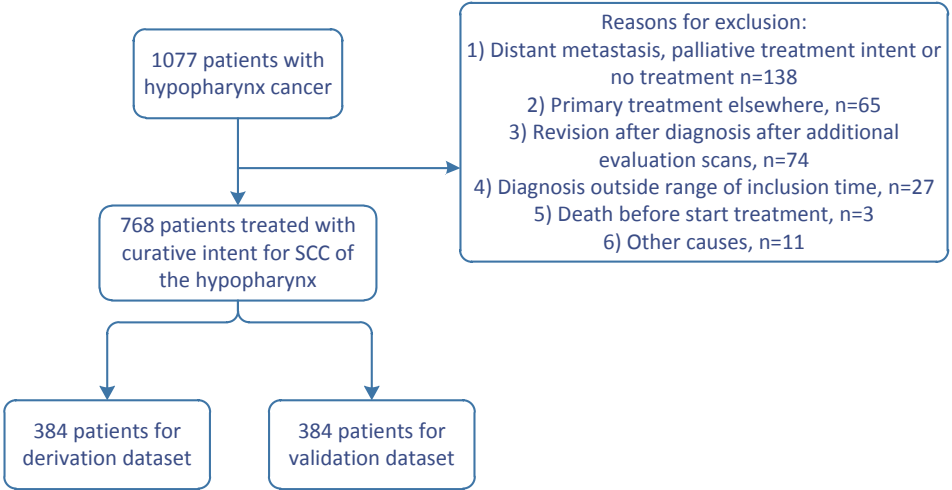 1077 patients with
hypopharynx cancer
Reasons for exclusion:
1) Distant metastasis, palliative treatment intent or
no treatment n=138
2) Primary treatment elsewhere, n=65
3) Revision after diagnosis after additional
evaluation scans, n=74
4) Diagnosis outside range of inclusion time, n=27
5) Death before start treatment, n=3
6) Other causes, n=11
768 patients treated with
curative intent for SCC of
the hypopharynx
384 patients for
derivation dataset
384 patients for
validation dataset